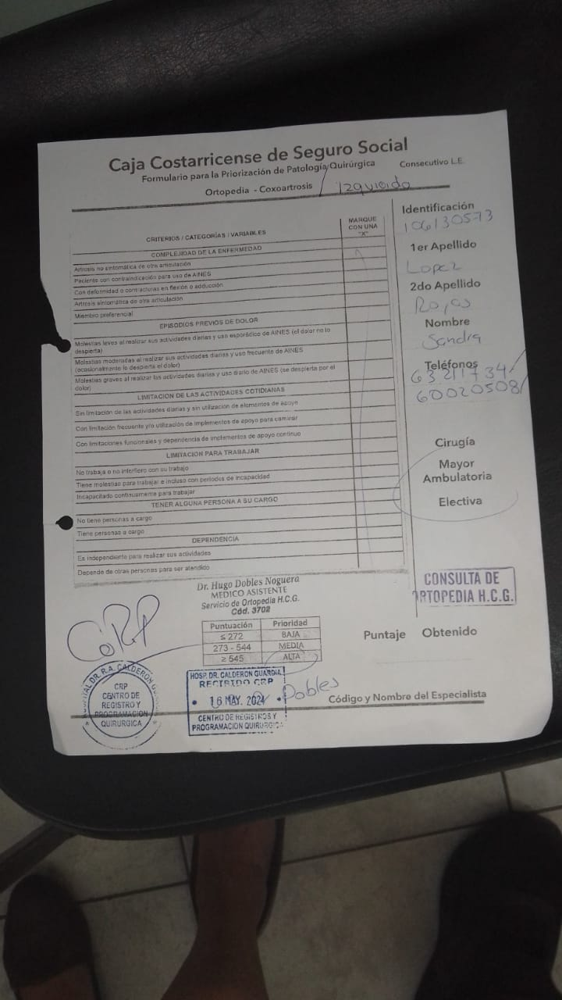 Caja Costarricense de Seguro Social
Formulario para la Priorización de Patología Quirúrgica
Consecutivo L.E.
Ortopedia - Coxoartrosis / Izquierdo
CRITERIOS / CATEGORÍAS / VARIABLES
MARQUE CON UNA "X"
COMPLEJIDAD DE LA ENFERMEDAD
Artrosis no sintomática de otra articulación
Paciente con contraindicación para uso de AINES
Con deformidad o contracturas en flexión o adducción
Artrosis sintomática de otra articulación
Miembro preferencial
EPISODIOS PREVIOS DE DOLOR
Molestias leves al realizar sus actividades diarias y uso esporádico de AINES (el dolor no lo
despierta)
Molestias moderadas al realizar sus actividades diarias y uso frecuente de AINES
(ocasionalmente lo despierta el dolor)
Molestias graves al realizar las actividades diarias y uso diario de AINES (se despierta por el
dolor)
LIMITACION DE LAS ACTIVIDADES COTIDIANAS
Sin limitación de las actividades diarias y sin utilización de elementos de apoyo
Con limitación frecuente y/o utilización de implementos de apoyo para caminar
Con limitaciones funcionales y dependencia de implementos de apoyo continuo
LIMITACION PARA TRABAJAR
No trabaja o no interfiere con su trabajo
Tiene molestias para trabajar e incluso con periodos de incapacidad
Incapacitado continuamente para trabajar
TENER ALGUNA PERSONA A SU CARGO
No tiene personas a cargo
Tiene personas a cargo
DEPENDENCIA
Es independiente para realizar sus actividades
Depende de otras personas para ser atendido
Identificación
106130573
1er Apellido
Lopez
2do Apellido
Rojas
Nombre
Sandra
Teléfonos
63211734/
60020508/
Cirugía
Mayor
Ambulatoria
Electiva
CONSULTA DE
ORTOPEDIA H.C.G.
Dr. Hugo Dobles Noguera
MEDICO ASISTENTE
Servicio de Ortopedia H.C.G.
Cód. 3702
CORP
Puntuación Prioridad
≤ 272 BAJA
273 - 544 MEDIA
≥ 545 ALTA
Puntaje Obtenido
HOSPITAL DR. R.A. CALDERON GUARDIA
CRP
CENTRO DE
REGISTRO Y
PROGRAMACION
QUIRURGICA
HOSP. DR. CALDERON GUARDIA
RECIBIDO CRP
16 MAY. 2024
CENTRO DE REGISTROS Y
PROGRAMACION QUIRURGICA
Dobles
Código y Nombre del Especialista